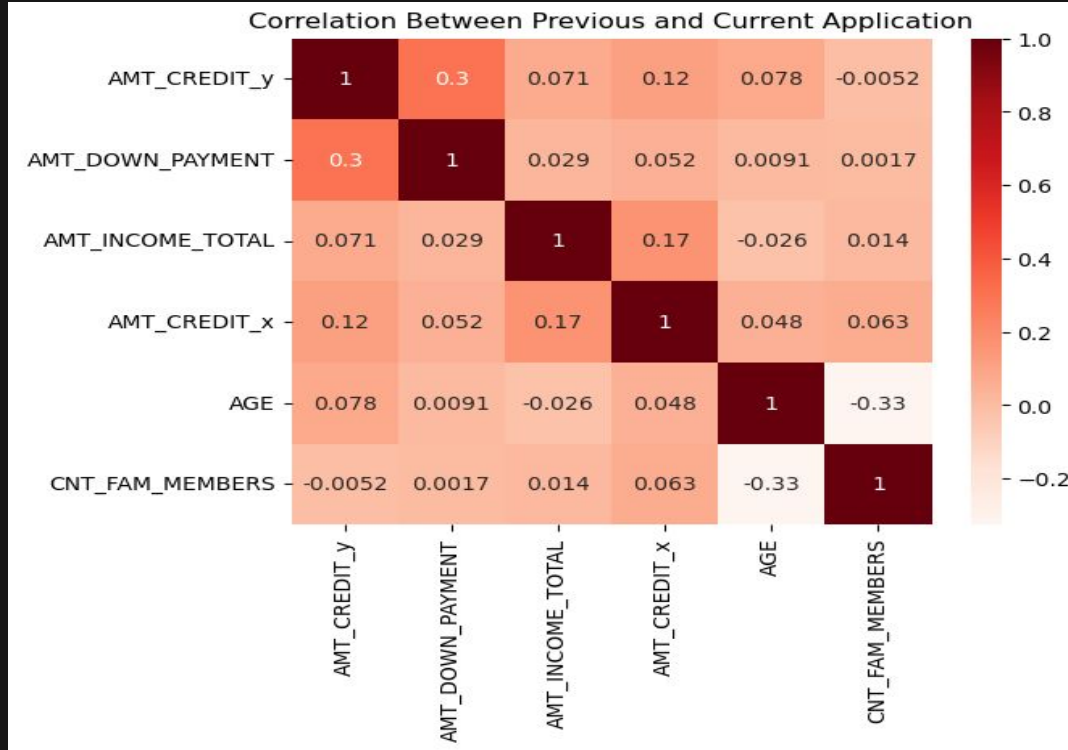 Correlation Between Previous and Current Application
AMT_CREDIT_y 1 0.3 0.071 0.12 0.078 -0.0052
AMT_DOWN_PAYMENT 0.3 1 0.029 0.052 0.0091 0.0017
AMT_INCOME_TOTAL 0.071 0.029 1 0.17 -0.026 0.014
AMT_CREDIT_x 0.12 0.052 0.17 1 0.048 0.063
AGE 0.078 0.0091 -0.026 0.048 1 -0.33
CNT_FAM_MEMBERS -0.0052 0.0017 0.014 0.063 -0.33 1
AMT_CREDIT_y
AMT_DOWN_PAYMENT
AMT_INCOME_TOTAL
AMT_CREDIT_x
AGE
CNT_FAM_MEMBERS
1.0
0.8
0.6
0.4
0.2
0.0
−0.2